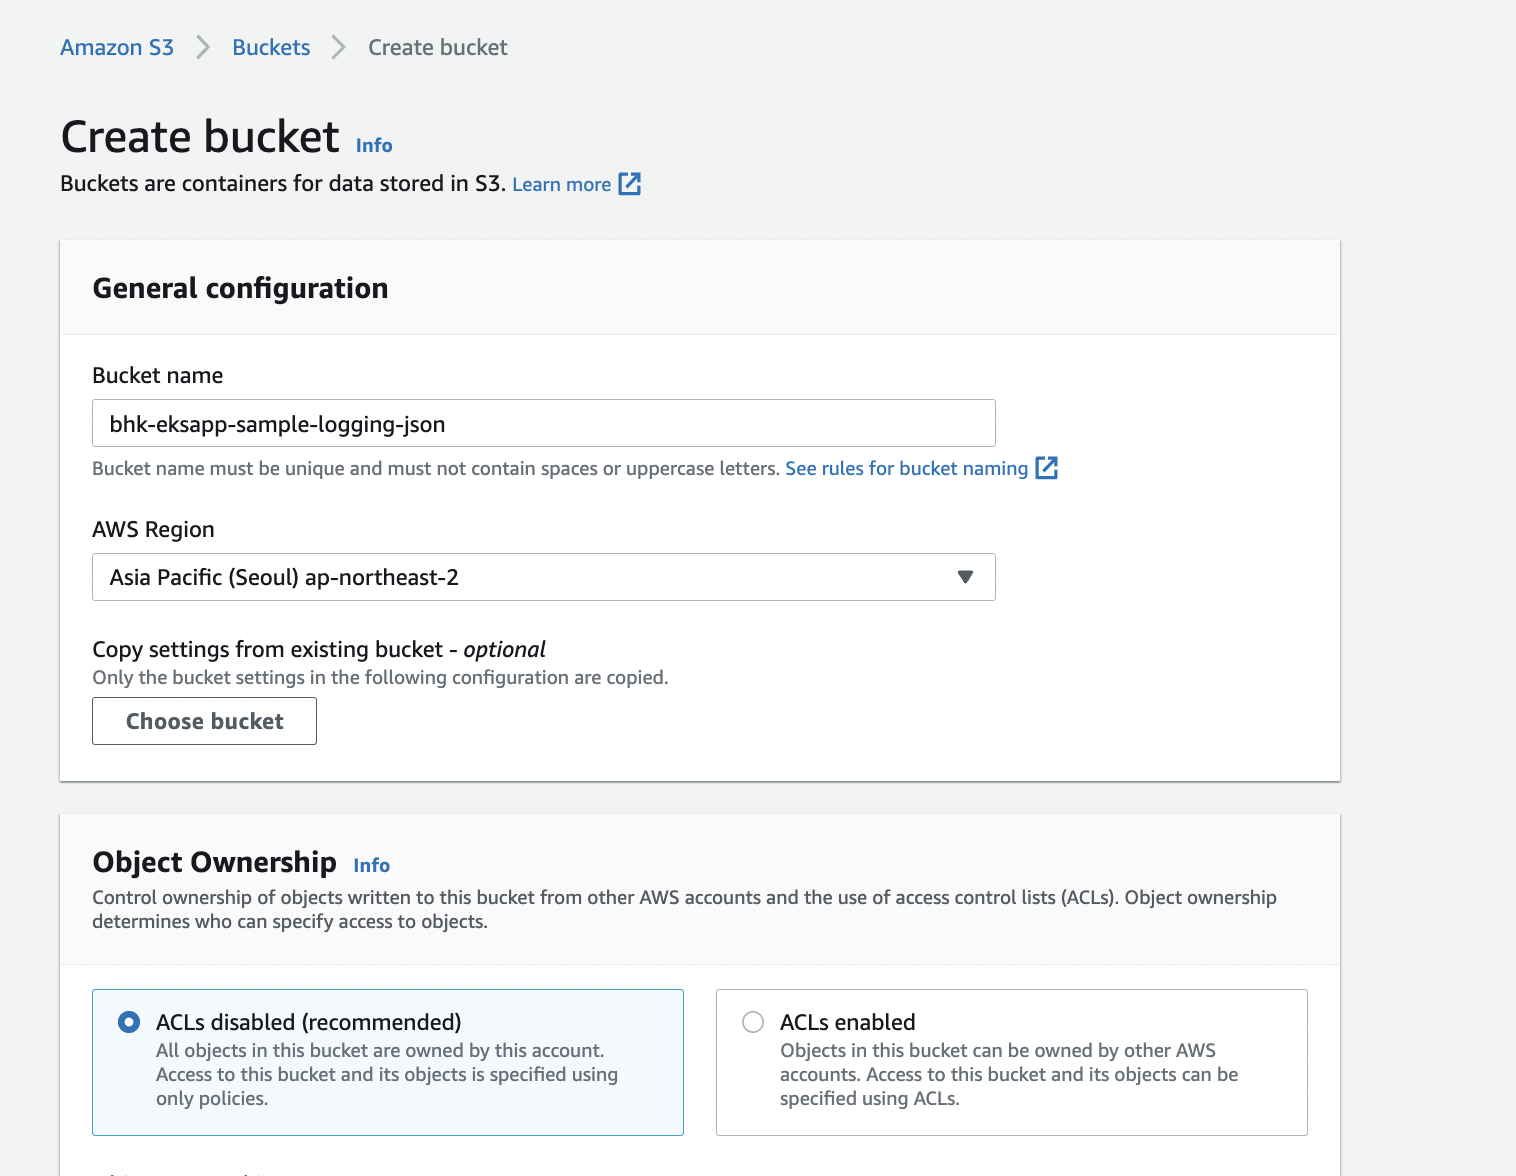 Amazon S3 > Buckets > Create bucket
Create bucket Info
Buckets are containers for data stored in S3. Learn more
General configuration
Bucket name
bhk-eksapp-sample-logging-json
Bucket name must be unique and must not contain spaces or uppercase letters. See rules for bucket naming
AWS Region
Asia Pacific (Seoul) ap-northeast-2
Copy settings from existing bucket - optional
Only the bucket settings in the following configuration are copied.
Choose bucket
Object Ownership Info
Control ownership of objects written to this bucket from other AWS accounts and the use of access control lists (ACLs). Object ownership
determines who can specify access to objects.
ACLs disabled (recommended)
All objects in this bucket are owned by this account.
Access to this bucket and its objects is specified using
only policies.
ACLs enabled
Objects in this bucket can be owned by other AWS
accounts. Access to this bucket and its objects can be
specified using ACLs.